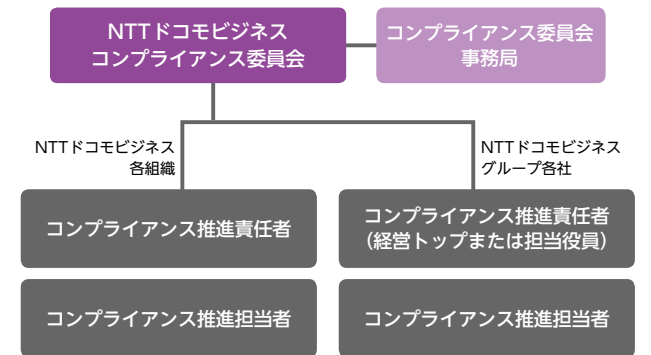 NTTドコモビジネス
コンプライアンス委員会
コンプライアンス委員会
事務局
NTTドコモビジネス
各組織
NTTドコモビジネス
グループ各社
コンプライアンス推進責任者
コンプライアンス推進責任者
(経営トップまたは担当役員)
コンプライアンス推進担当者
コンプライアンス推進担当者